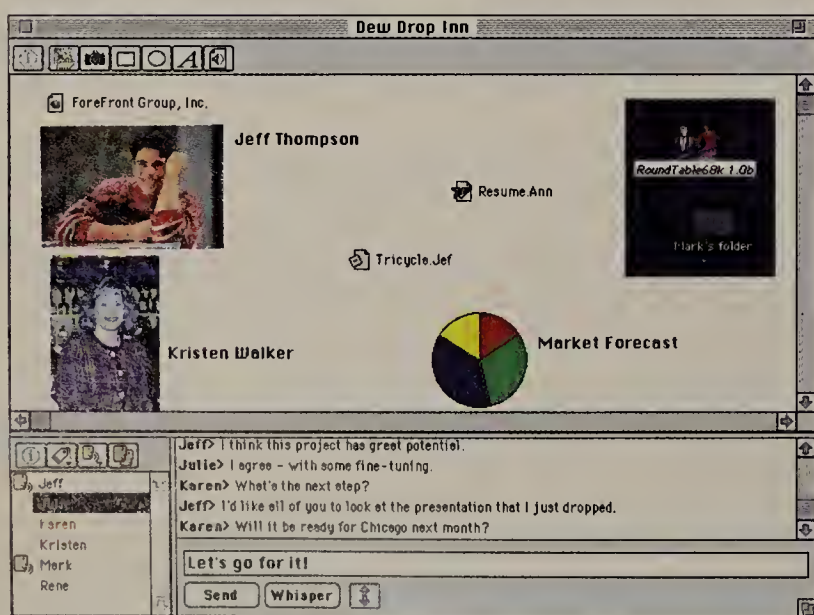 Dew Drop Inn
A
ForeFront Group, Inc.
Jeff Thompson
RoundTable68k 1.0b
Resume.Ann
Mark's folder
Tricycle.Jef
Kristen Walker
Market Forecast
Jeff> I think this project has great potential.
Julie> I agree - with some fine-tuning.
Karen> What's the next step?
Jeff> I'd like all of you to look at the presentation that I just dropped.
Karen> Will it be ready for Chicago next month?
Jeff
Karen
Kristen
Mark
Rene
Let's go for it!
Send
Whisper